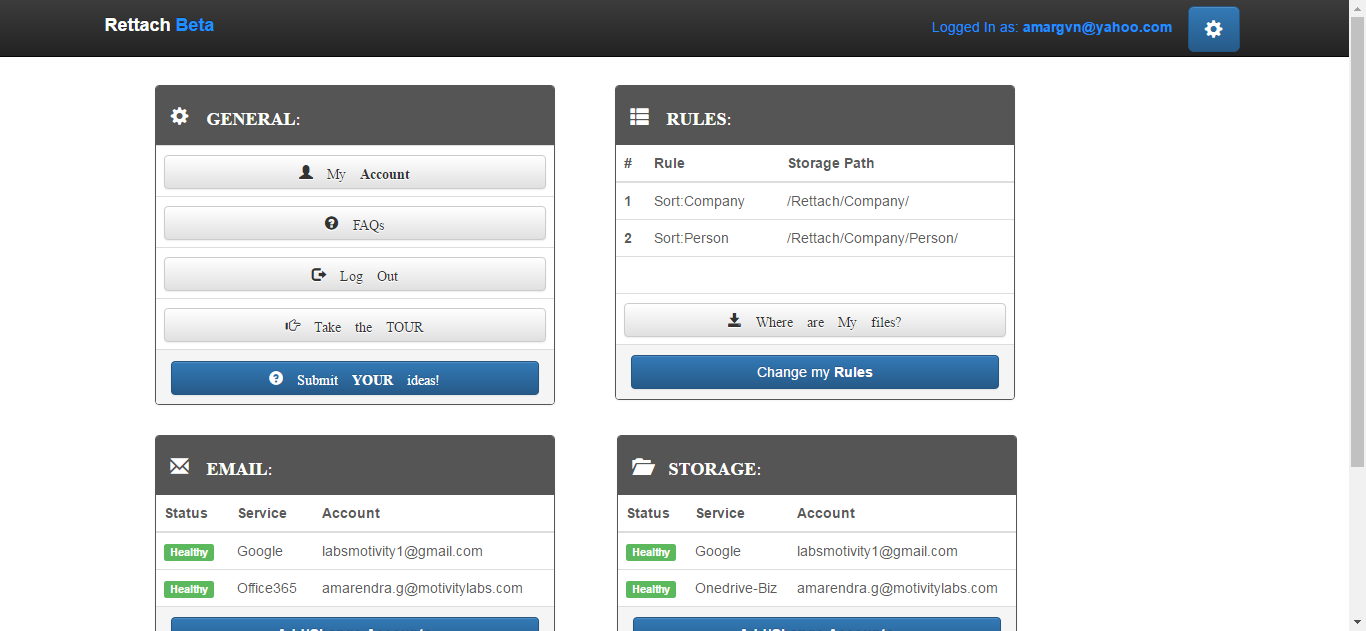 Rettach Beta
Logged In as: amargvn@yahoo.com
GENERAL:
My Account
FAQs
Log Out
Take the TOUR
Submit YOUR ideas!
RULES:
# Rule Storage Path
1 Sort:Company /Rettach/Company/
2 Sort:Person /Rettach/Company/Person/
Where are My files?
Change my Rules
EMAIL:
Status Service Account
Healthy Google labsmotivity1@gmail.com
Healthy Office365 amarendra.g@motivitylabs.com
STORAGE:
Status Service Account
Healthy Google labsmotivity1@gmail.com
Healthy Onedrive-Biz amarendra.g@motivitylabs.com